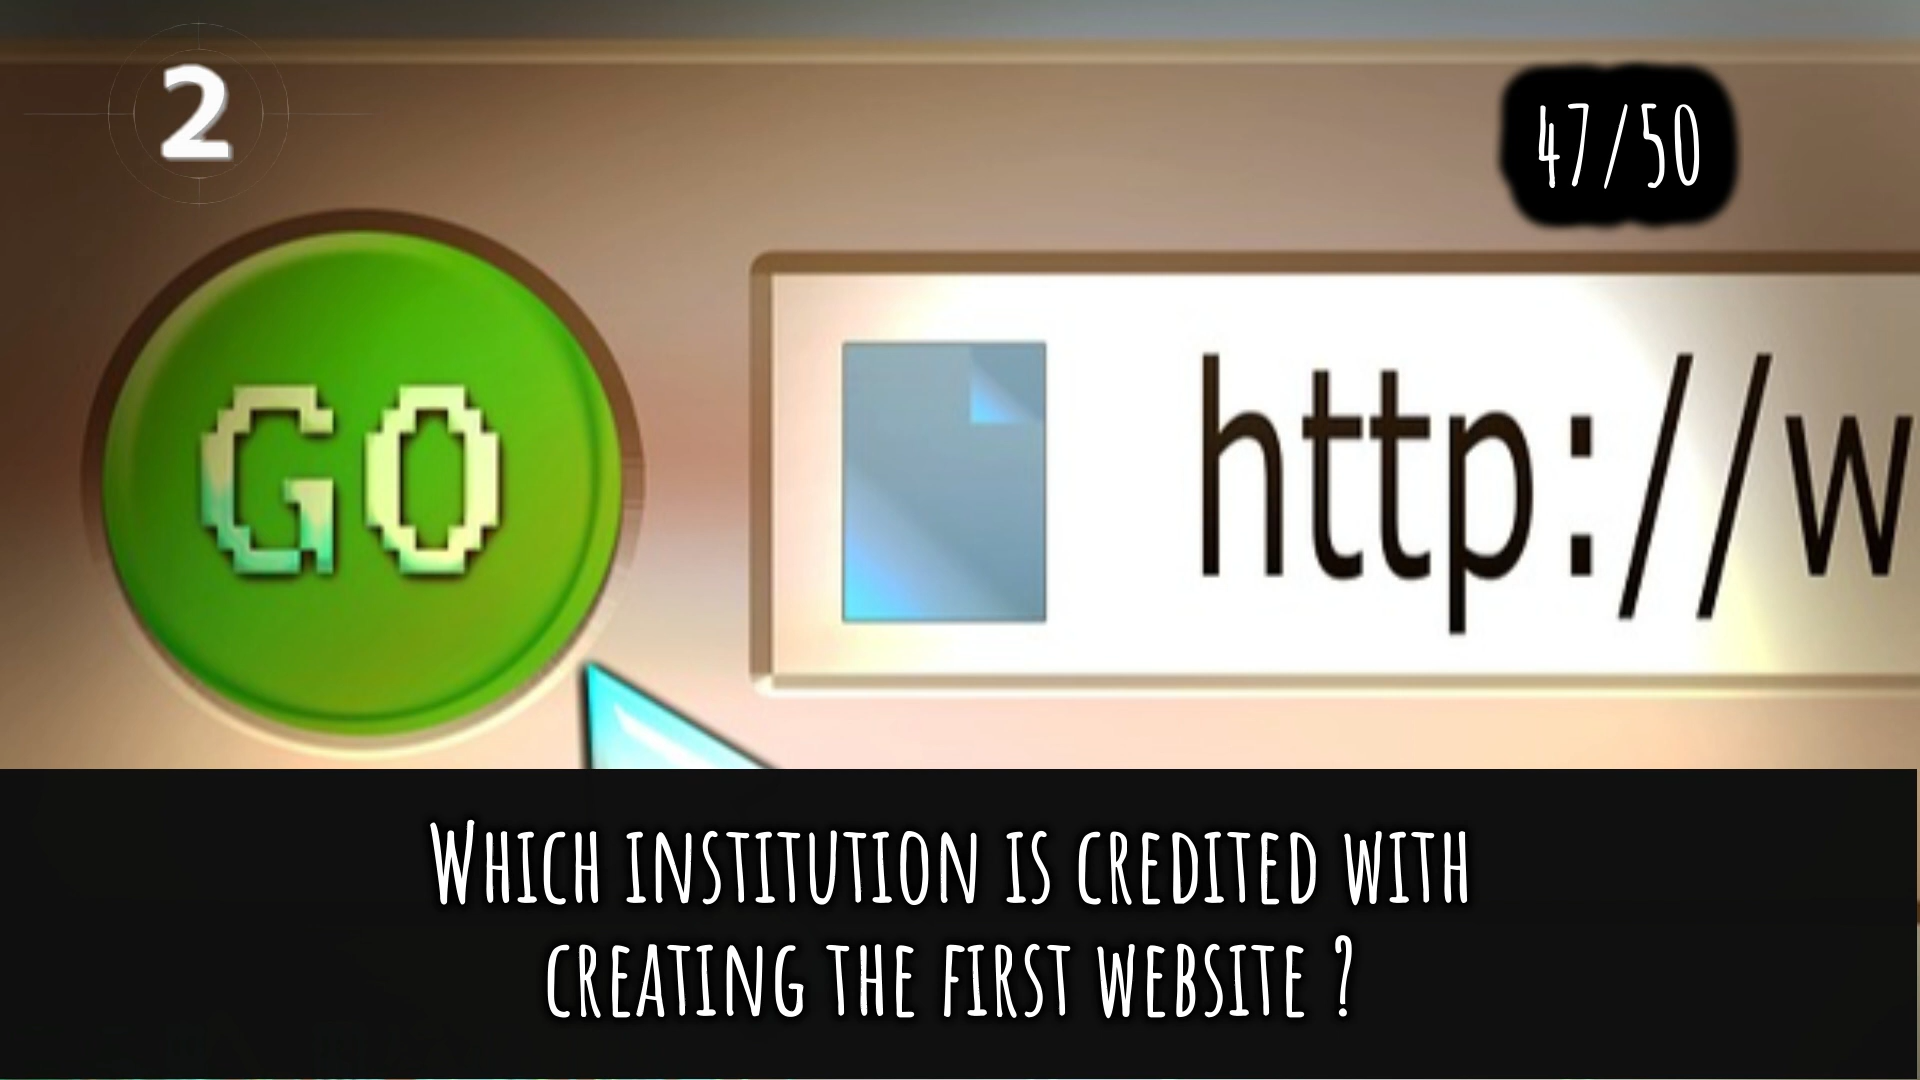 2
47/50
GO
http://w
Which institution is credited with
creating the first website ?